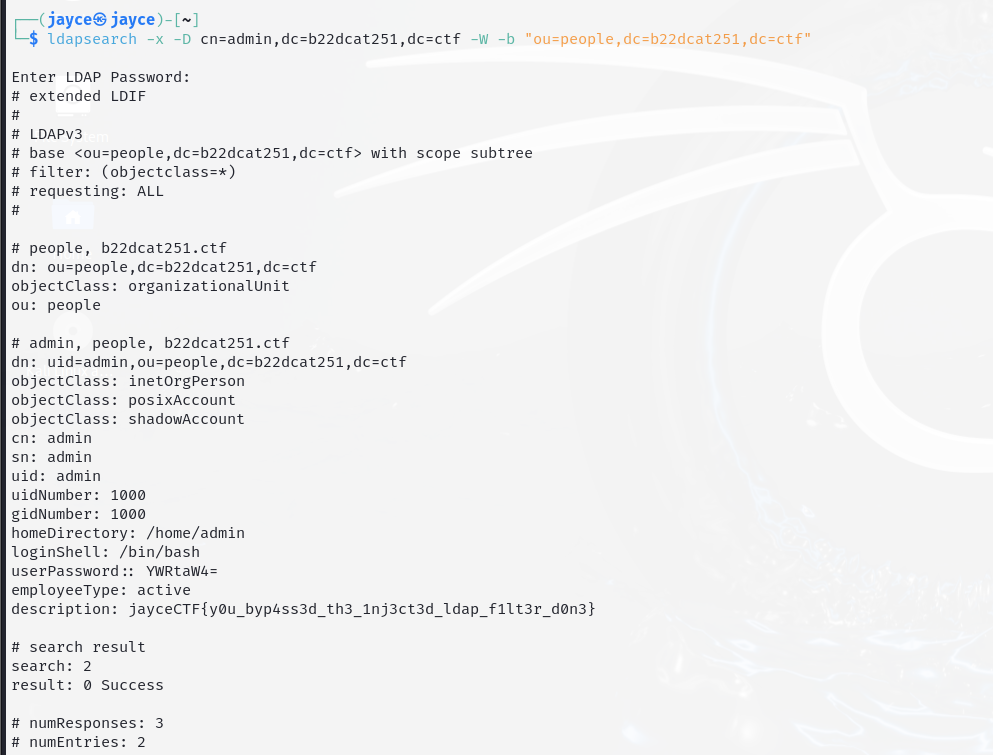 ┌──(jayce㉿jayce)-[~]
└─$ ldapsearch -x -D cn=admin,dc=b22dcat251,dc=ctf -W -b "ou=people,dc=b22dcat251,dc=ctf"
Enter LDAP Password:
# extended LDIF
#
# LDAPv3
# base <ou=people,dc=b22dcat251,dc=ctf> with scope subtree
# filter: (objectclass=*)
# requesting: ALL
#
# people, b22dcat251.ctf
dn: ou=people,dc=b22dcat251,dc=ctf
objectClass: organizationalUnit
ou: people
# admin, people, b22dcat251.ctf
dn: uid=admin,ou=people,dc=b22dcat251,dc=ctf
objectClass: inetOrgPerson
objectClass: posixAccount
objectClass: shadowAccount
cn: admin
sn: admin
uid: admin
uidNumber: 1000
gidNumber: 1000
homeDirectory: /home/admin
loginShell: /bin/bash
userPassword:: YWRtaW4=
employeeType: active
description: jayceCTF{y0u_byp4ss3d_th3_1nj3ct3d_ldap_f1lt3r_d0n3}
# search result
search: 2
result: 0 Success
# numResponses: 3
# numEntries: 2